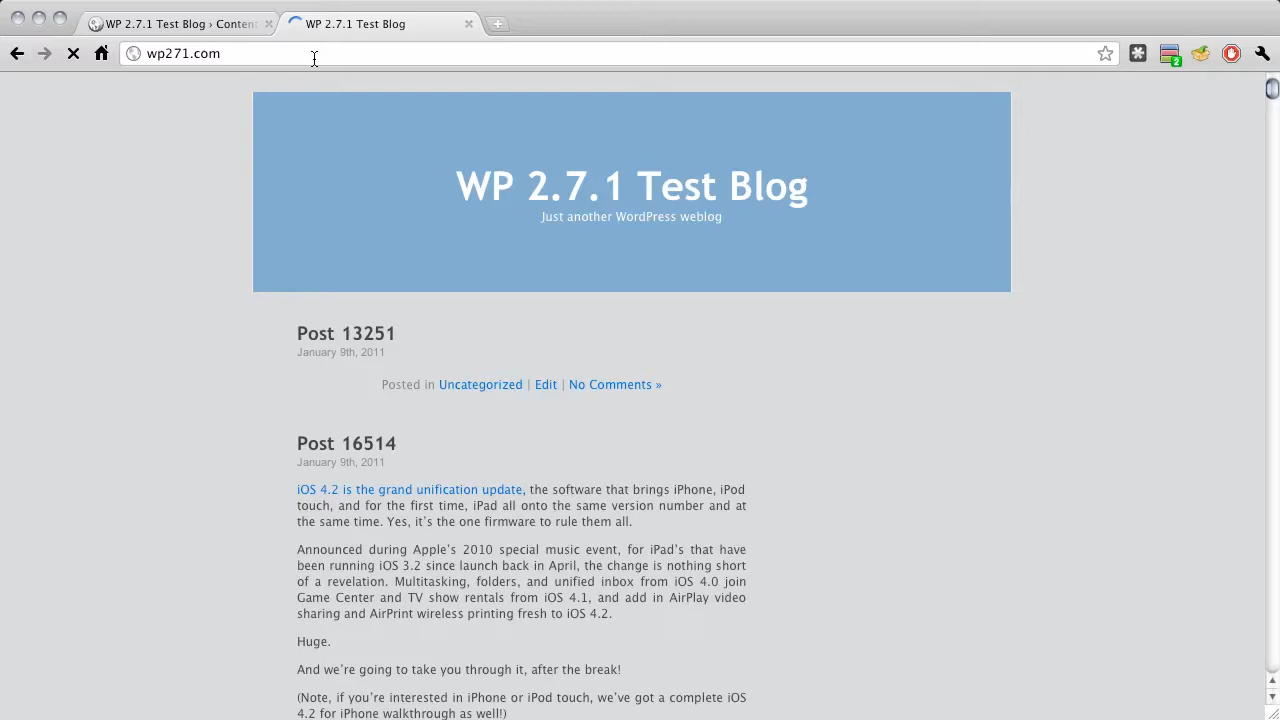 WP 2.7.1 Test Blog › Conten
WP 2.7.1 Test Blog
wp271.com
2
WP 2.7.1 Test Blog
Just another WordPress weblog
Post 13251
January 9th, 2011
Posted in Uncategorized | Edit | No Comments »
Post 16514
January 9th, 2011
iOS 4.2 is the grand unification update, the software that brings iPhone, iPod
touch, and for the first time, iPad all onto the same version number and at
the same time. Yes, it’s the one firmware to rule them all.
Announced during Apple’s 2010 special music event, for iPad’s that have
been running iOS 3.2 since launch back in April, the change is nothing short
of a revelation. Multitasking, folders, and unified inbox from iOS 4.0 join
Game Center and TV show rentals from iOS 4.1, and add in AirPlay video
sharing and AirPrint wireless printing fresh to iOS 4.2.
Huge.
And we’re going to take you through it, after the break!
(Note, if you’re interested in iPhone or iPod touch, we’ve got a complete iOS
4.2 for iPhone walkthrough as well!)